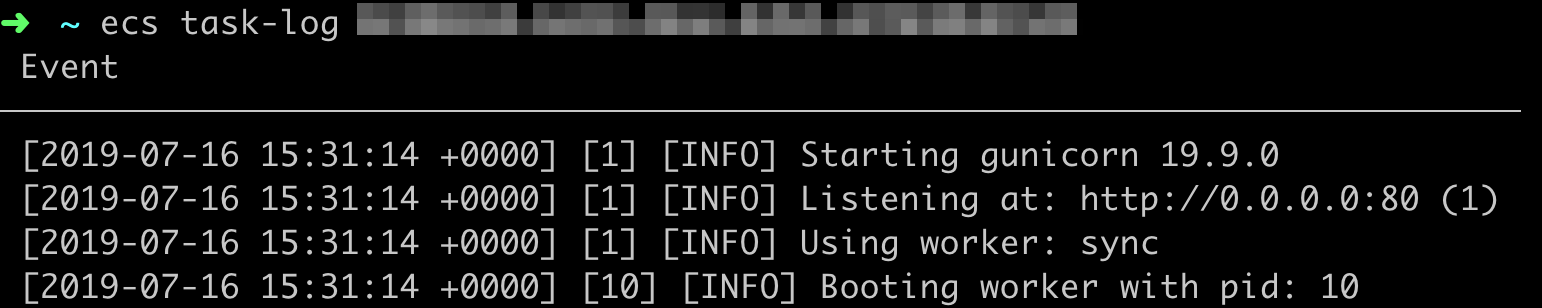 ➜ ~ ecs task-log
Event
[2019-07-16 15:31:14 +0000] [1] [INFO] Starting gunicorn 19.9.0
[2019-07-16 15:31:14 +0000] [1] [INFO] Listening at: http://0.0.0.0:80 (1)
[2019-07-16 15:31:14 +0000] [1] [INFO] Using worker: sync
[2019-07-16 15:31:14 +0000] [10] [INFO] Booting worker with pid: 10